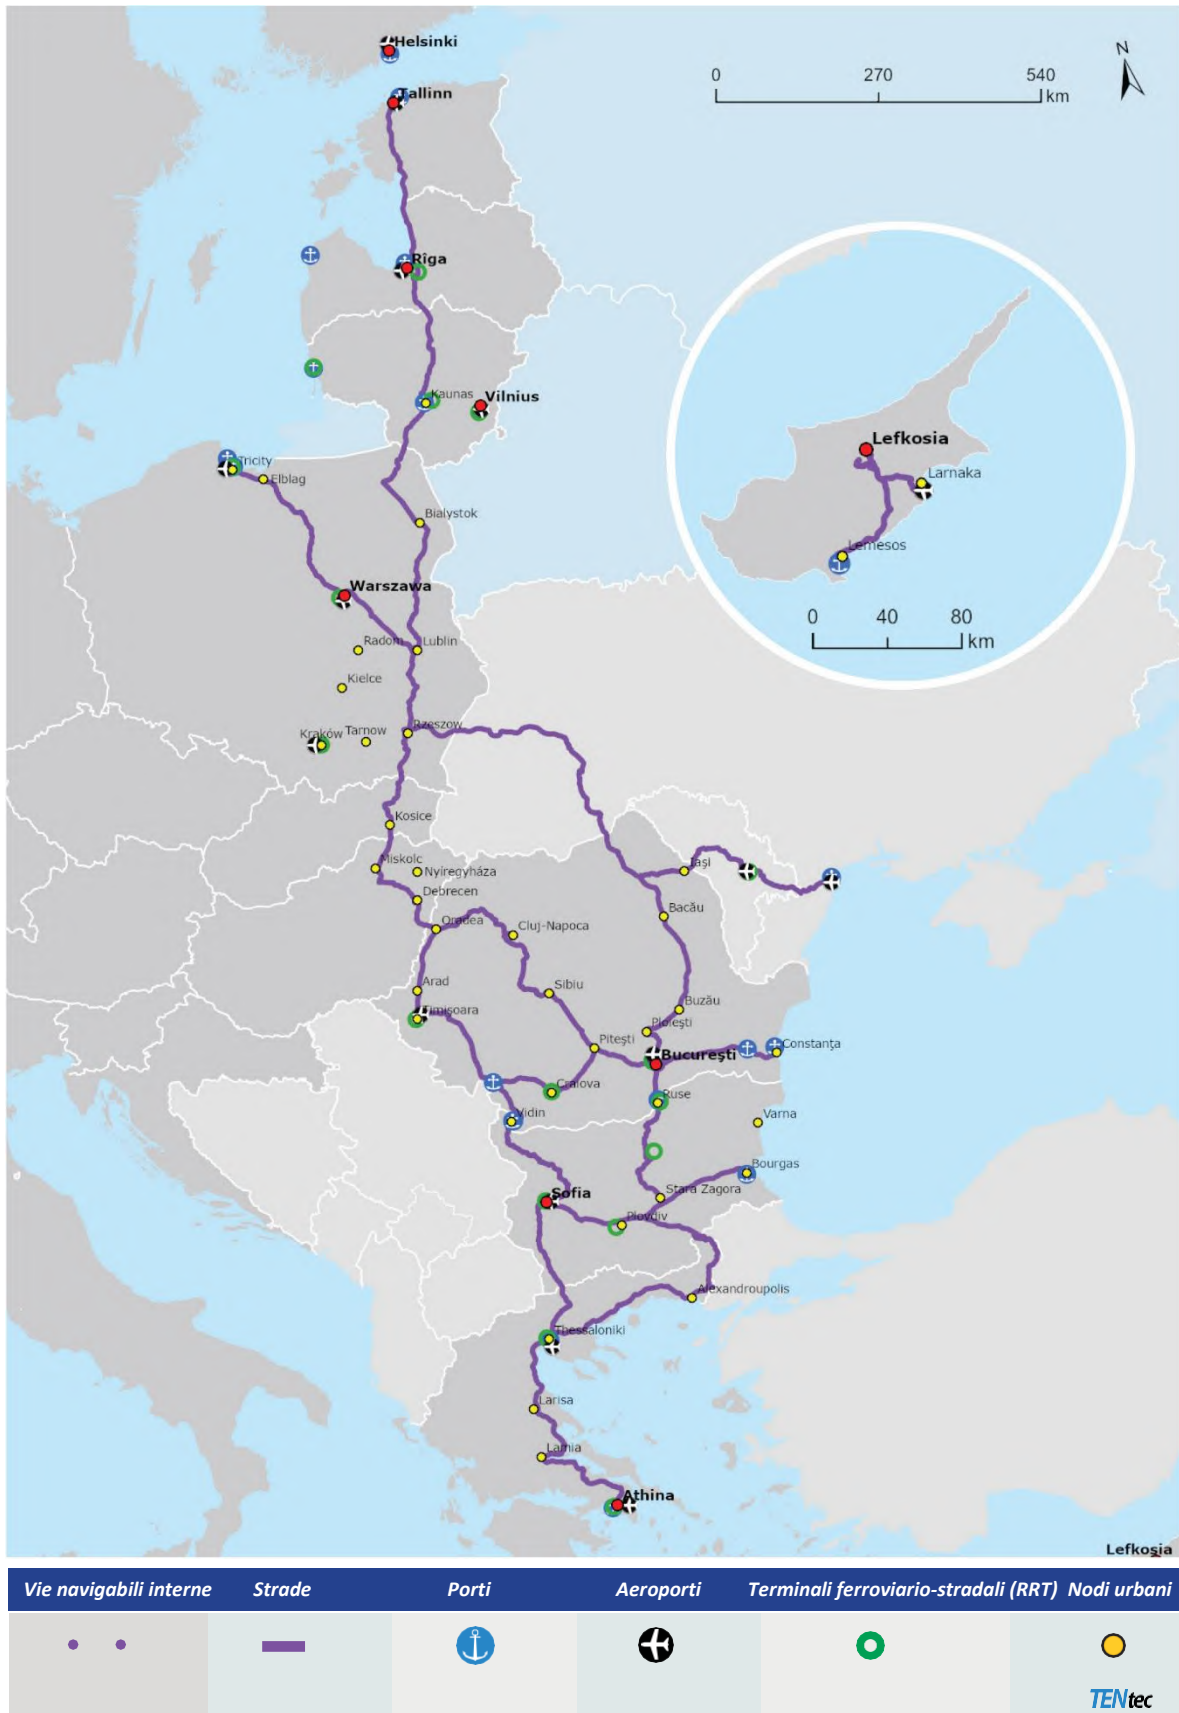 Helsinki
Tallinn
N
0 270 540
km
Rîga
Kaunas
Vilnius
Tricity
Elblag
Bialystok
Lefkosia
Larnaka
Lemesos
0 40 80
km
Warszawa
Radom
Lublin
Kielce
Rzeszow
Kraków
Tarnow
Kosice
Miskolc
Nyíregyháza
Debrecen
Iaşi
Bacău
Oradea
Cluj-Napoca
Arad
Sibiu
Timişoara
Buzău
Ploieşti
Piteşti
Bucureşti
Constanţa
Craiova
Ruse
Vidin
Varna
Bourgas
Sofia
Stara Zagora
Plovdiv
Alexandroupolis
Thessaloniki
Larisa
Lamia
Athina
Lefkosia
Vie navigabili interne Strade Porti Aeroporti Terminali ferroviario-stradali (RRT) Nodi urbani
TENtec